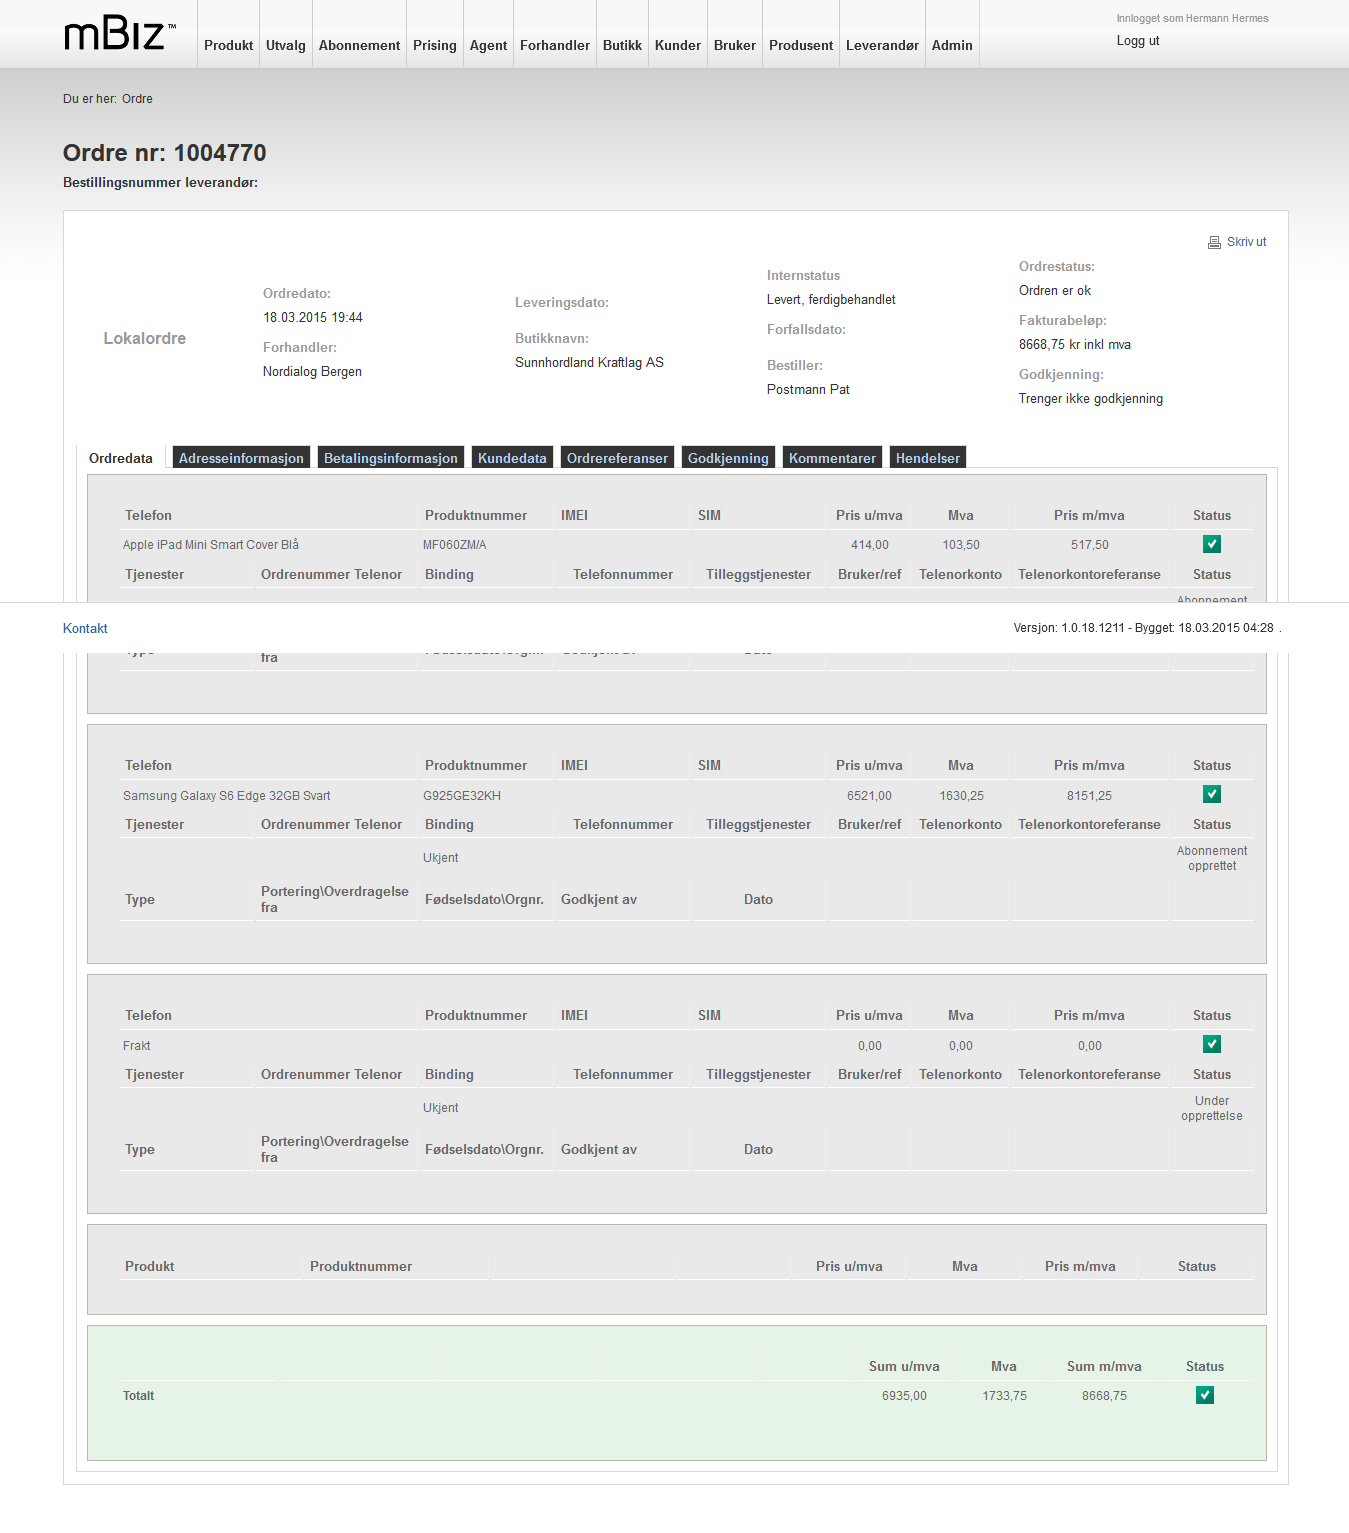 mBIZ™
Produkt Utvalg Abonnement Prising Agent Forhandler Butikk Kunder Bruker Produsent Leverandør Admin
Innlogget som Hermann Hermes
Logg ut
Du er her: Ordre
Ordre nr: 1004770
Bestillingsnummer leverandør:
Skriv ut
Lokalordre
Ordredato:
18.03.2015 19:44
Forhandler:
Nordialog Bergen
Leveringsdato:
Butikknavn:
Sunnhordland Kraftlag AS
Internstatus
Levert, ferdigbehandlet
Forfallsdato:
Bestiller:
Postmann Pat
Ordrestatus:
Ordren er ok
Fakturabeløp:
8668,75 kr inkl mva
Godkjenning:
Trenger ikke godkjenning
Ordredata Adresseinformasjon Betalingsinformasjon Kundedata Ordrereferanser Godkjenning Kommentarer Hendelser
Telefon Produktnummer IMEI SIM Pris u/mva Mva Pris m/mva Status
Apple iPad Mini Smart Cover Blå MF060ZM/A 414,00 103,50 517,50
Tjenester Ordrenummer Telenor Binding Telefonnummer Tilleggstjenester Bruker/ref Telenorkonto Telenorkontoreferanse Status
Abonnement
Kontakt Versjon: 1.0.18.1211 - Bygget: 18.03.2015 04:28 .
Type Fødselsdato\Orgnr. Godkjent av Dato
fra
Telefon Produktnummer IMEI SIM Pris u/mva Mva Pris m/mva Status
Samsung Galaxy S6 Edge 32GB Svart G925GE32KH 6521,00 1630,25 8151,25
Tjenester Ordrenummer Telenor Binding Telefonnummer Tilleggstjenester Bruker/ref Telenorkonto Telenorkontoreferanse Status
Ukjent Abonnement
opprettet
Type Portering\Overdragelse fra Fødselsdato\Orgnr. Godkjent av Dato
Telefon Produktnummer IMEI SIM Pris u/mva Mva Pris m/mva Status
Frakt 0,00 0,00 0,00
Tjenester Ordrenummer Telenor Binding Telefonnummer Tilleggstjenester Bruker/ref Telenorkonto Telenorkontoreferanse Status
Ukjent Under
opprettelse
Type Portering\Overdragelse fra Fødselsdato\Orgnr. Godkjent av Dato
Produkt Produktnummer Pris u/mva Mva Pris m/mva Status
Sum u/mva Mva Sum m/mva Status
Totalt 6935,00 1733,75 8668,75